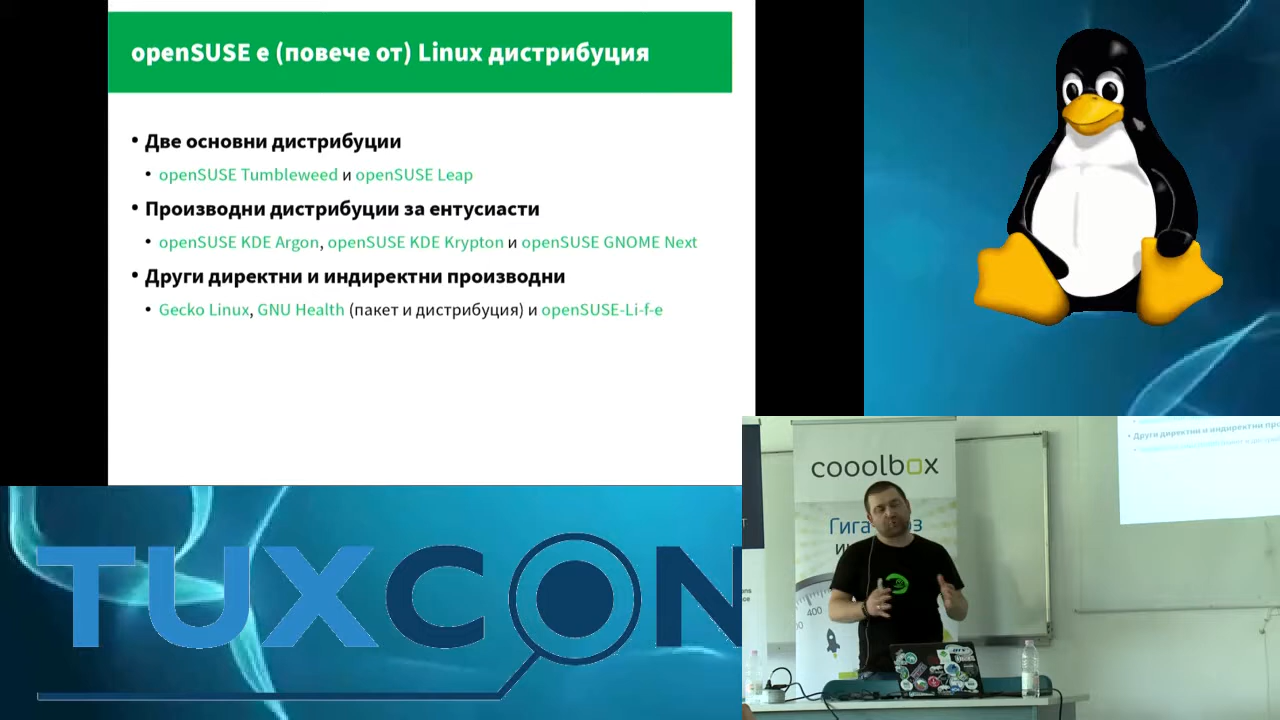 openSUSE е (повече от) Linux дистрибуция
• Две основни дистрибуции
• openSUSE Tumbleweed и openSUSE Leap
• Производни дистрибуции за ентусиасти
• openSUSE KDE Argon, openSUSE KDE Krypton и openSUSE GNOME Next
• Други директни и индиректни производни
• Gecko Linux, GNU Health (пакет и дистрибуция) и openSUSE-Li-f-e
TUXCON
cooolbox
400
• Други директни и индиректни про